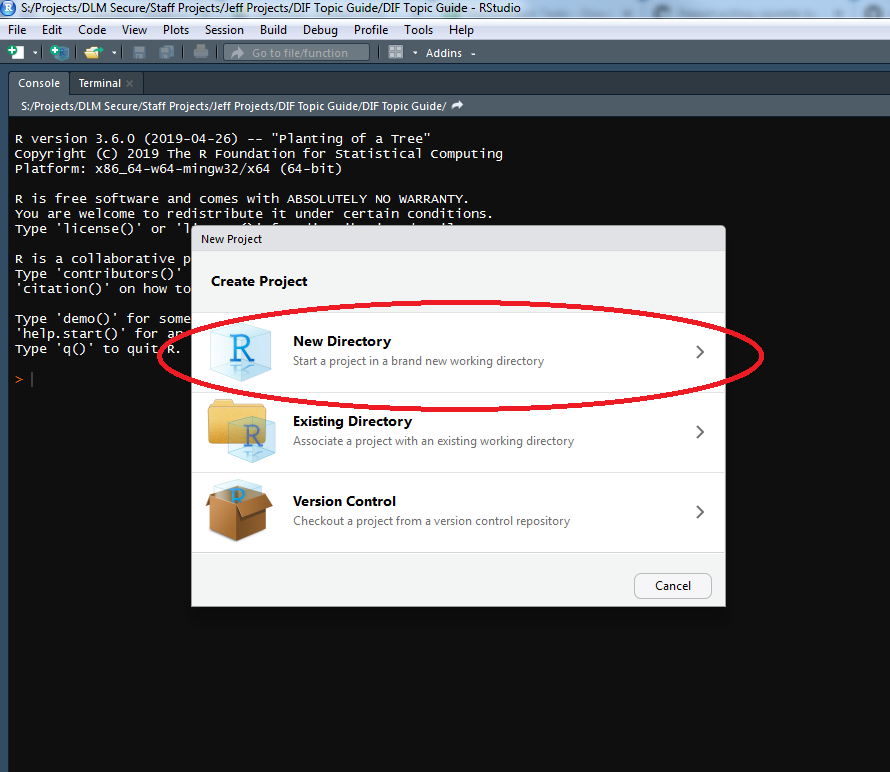 S:/Projects/DLM Secure/Staff Projects/Jeff Projects/DIF Topic Guide/DIF Topic Guide - RStudio
File Edit Code View Plots Session Build Debug Profile Tools Help
Go to file/function Addins
Console Terminal
S:/Projects/DLM Secure/Staff Projects/Jeff Projects/DIF Topic Guide/DIF Topic Guide/
R version 3.6.0 (2019-04-26) -- "Planting of a Tree"
Copyright (C) 2019 The R Foundation for Statistical Computing
Platform: x86_64-w64-mingw32/x64 (64-bit)
R is free software and comes with ABSOLUTELY NO WARRANTY.
You are welcome to redistribute it under certain conditions.
Type 'license()' or
R is a collaborative
Type 'contributors()'
'citation()' on how to
Type 'demo()' for some
'help.start()' for an
Type 'q()' to quit R.
>
New Project
Create Project
R
New Directory
Start a project in a brand new working directory
R
Existing Directory
Associate a project with an existing working directory
R
Version Control
Checkout a project from a version control repository
Cancel